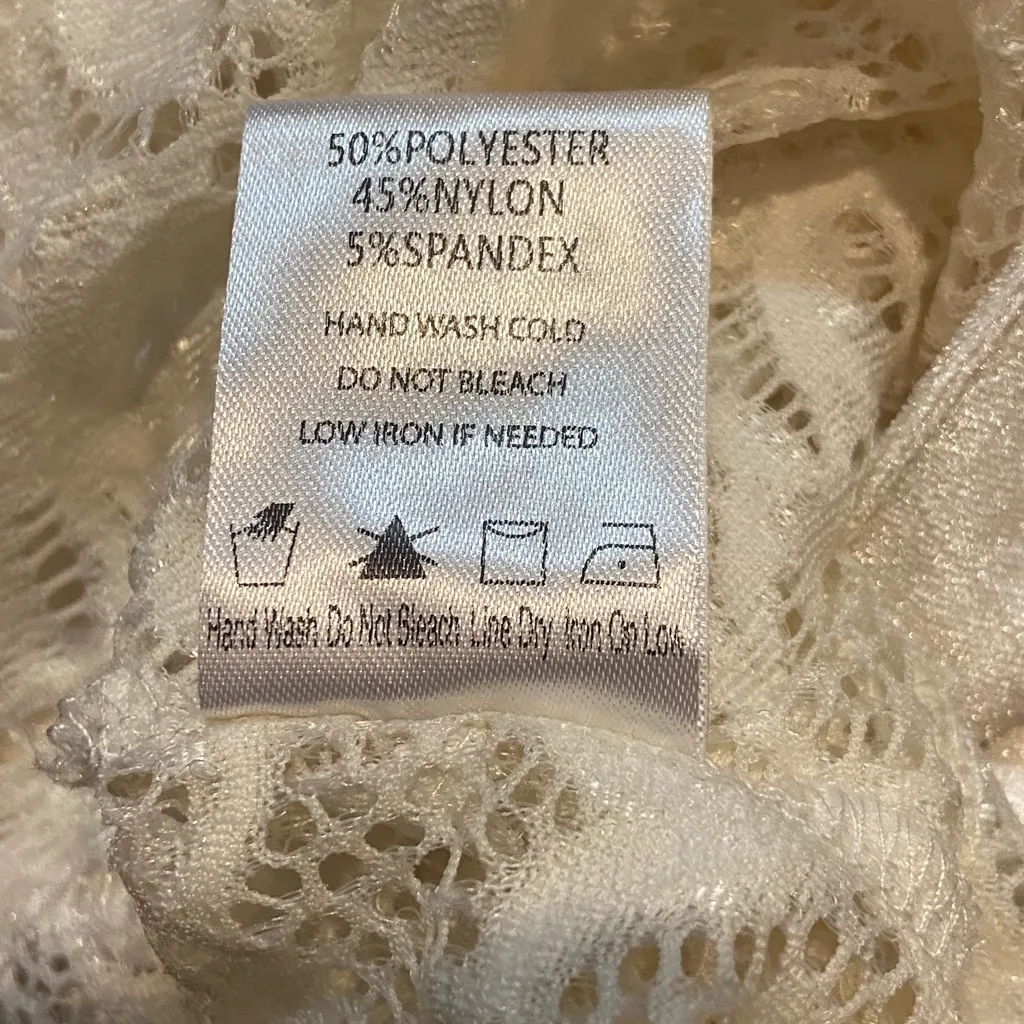 50%POLYESTER
45%NYLON
5%SPANDEX
HAND WASH COLD
DO NOT BLEACH
LOW IRON IF NEEDED
Hand Wash Do Not Bleach Line Dry Iron On Low